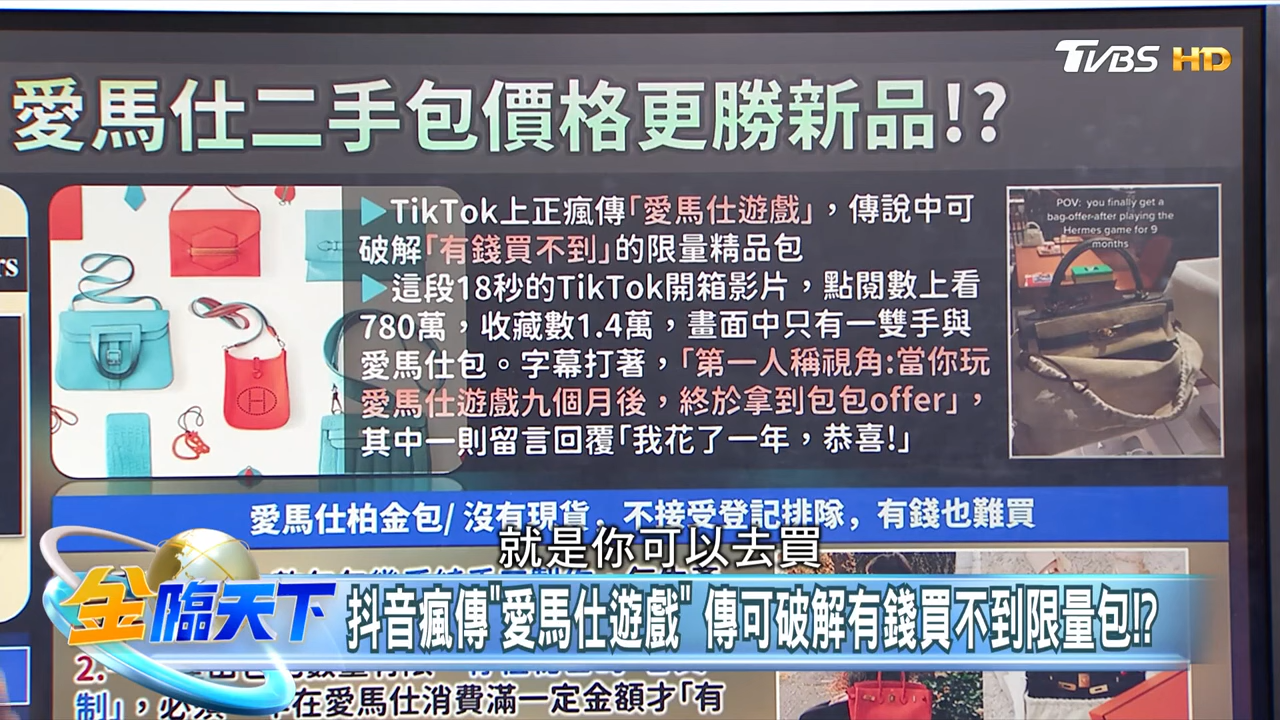 TVBS HD
愛馬仕二手包價格更勝新品!?
rs
▶TikTok上正瘋傳「愛馬仕遊戲」，傳說中可
破解「有錢買不到」的限量精品包
▶這段18秒的TikTok開箱影片，點閱數上看
780萬，收藏數1.4萬，畫面中只有一雙手與
愛馬仕包。字幕打著，「第一人稱視角:當你玩
愛馬仕遊戲九個月後，終於拿到包包offer」，
其中一則留言回覆「我花了一年，恭喜!」
POV: you finally get a
bag-offer-after playing the
Hermes game for 9
months
H
愛馬仕柏金包/ 沒有現貨，不接受登記排隊，有錢也難買
就是你可以去買
金臨天下
抖音瘋傳"愛馬仕遊戲" 傳可破解有錢買不到限量包!?
2.
制」，必須
在愛馬仕消費滿一定金額才「有